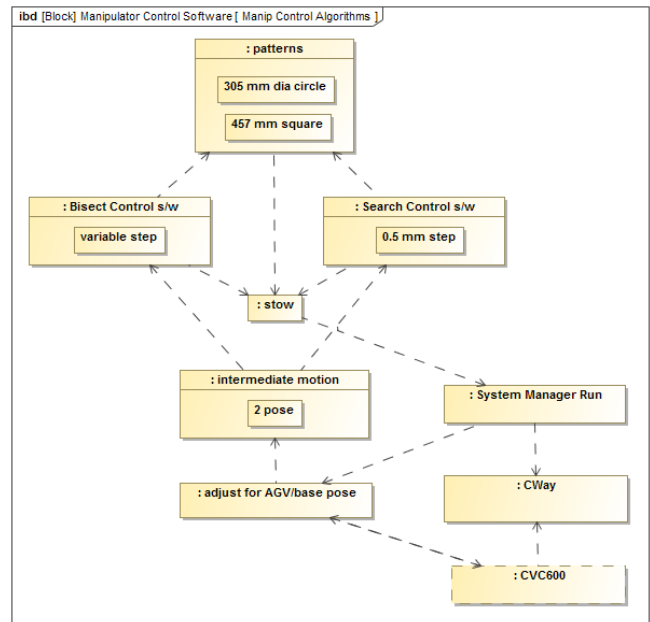 ibd [Block] Manipulator Control Software [ Manip Control Algorithms ]
: patterns
305 mm dia circle
457 mm square
: Bisect Control s/w
variable step
: Search Control s/w
0.5 mm step
: stow
: intermediate motion
2 pose
: System Manager Run
: adjust for AGV/base pose
: CWay
: CVC600